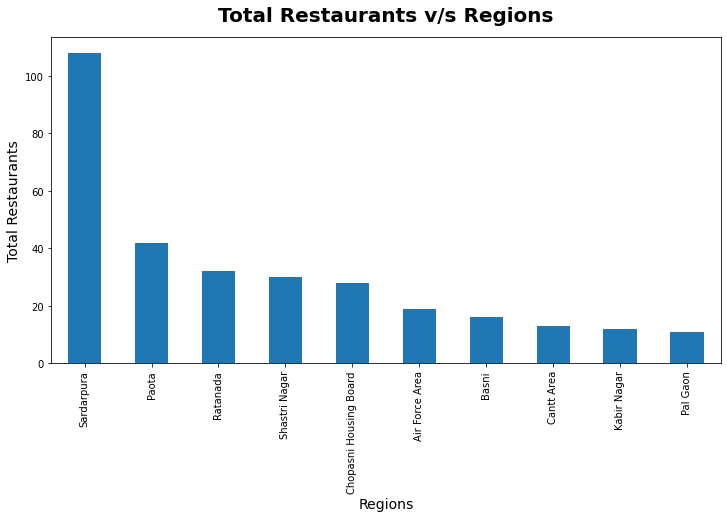 Total Restaurants v/s Regions
Total Restaurants
100
80
60
40
20
0
Sardarpura
Paota
Ratanada
Shastri Nagar
Chopasni Housing Board
Air Force Area
Basni
Cantt Area
Kabir Nagar
Pal Gaon
Regions